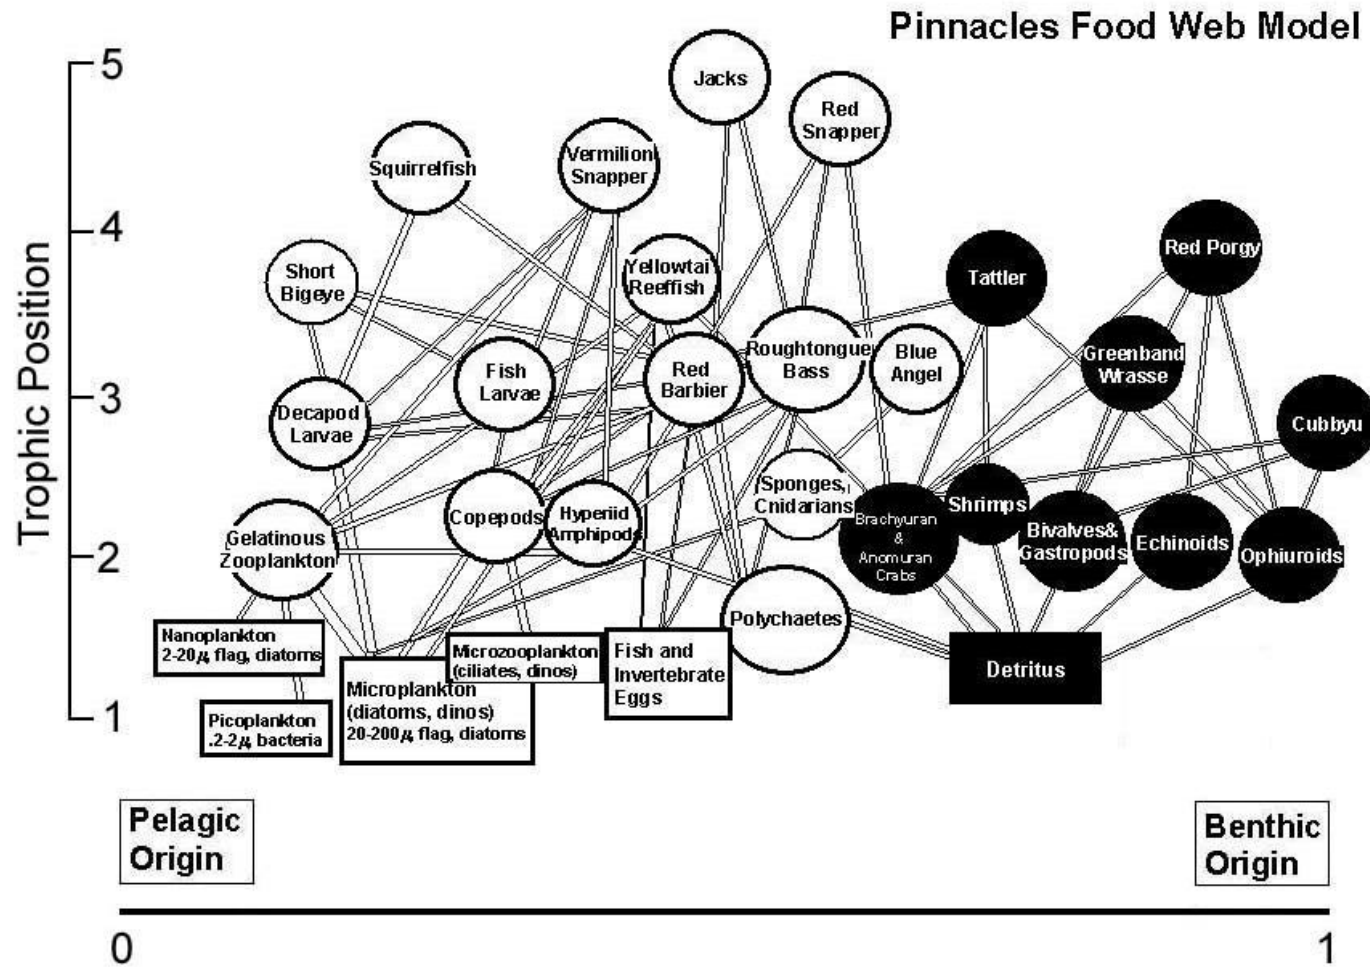 Pinnacles Food Web Model
Trophic Position
5
4
3
2
1
Jacks
Red
Snapper
Squirrelfish
Vermilion
Snapper
Short
Bigeye
Yellowtai
Reeffish
Tattler
Red Porgy
Fish
Larvae
Red
Barbier
Roughtongue
Bass
Blue
Angel
Greenband
Wrasse
Decapod
Larvae
Cubbyu
Gelatinous
Zooplankton
Copepods
Hyperiid
Amphipods
Sponges,
Cnidarians
Brachyuran
&
Anomuran
Crabs
Shrimps
Bivalves&
Gastropods
Echinoids
Ophiuroids
Polychaetes
Nanoplankton
2-20μ, flag, diatoms
Picoplankton
.2-2μ, bacteria
Microplankton
(diatoms, dinos)
20-200μ, flag, diatoms
Microzooplankton
(ciliates, dinos)
Fish and
Invertebrate
Eggs
Detritus
Pelagic
Origin
Benthic
Origin
0
1